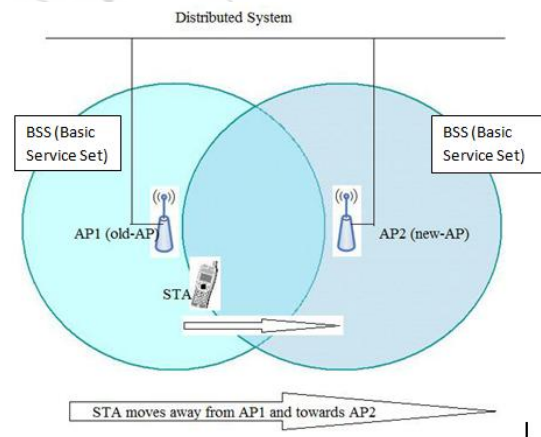 Distributed System
BSS (Basic
Service Set)
BSS (Basic
Service Set)
AP1 (old-AP)
AP2 (new-AP)
STA
STA moves away from AP1 and towards AP2